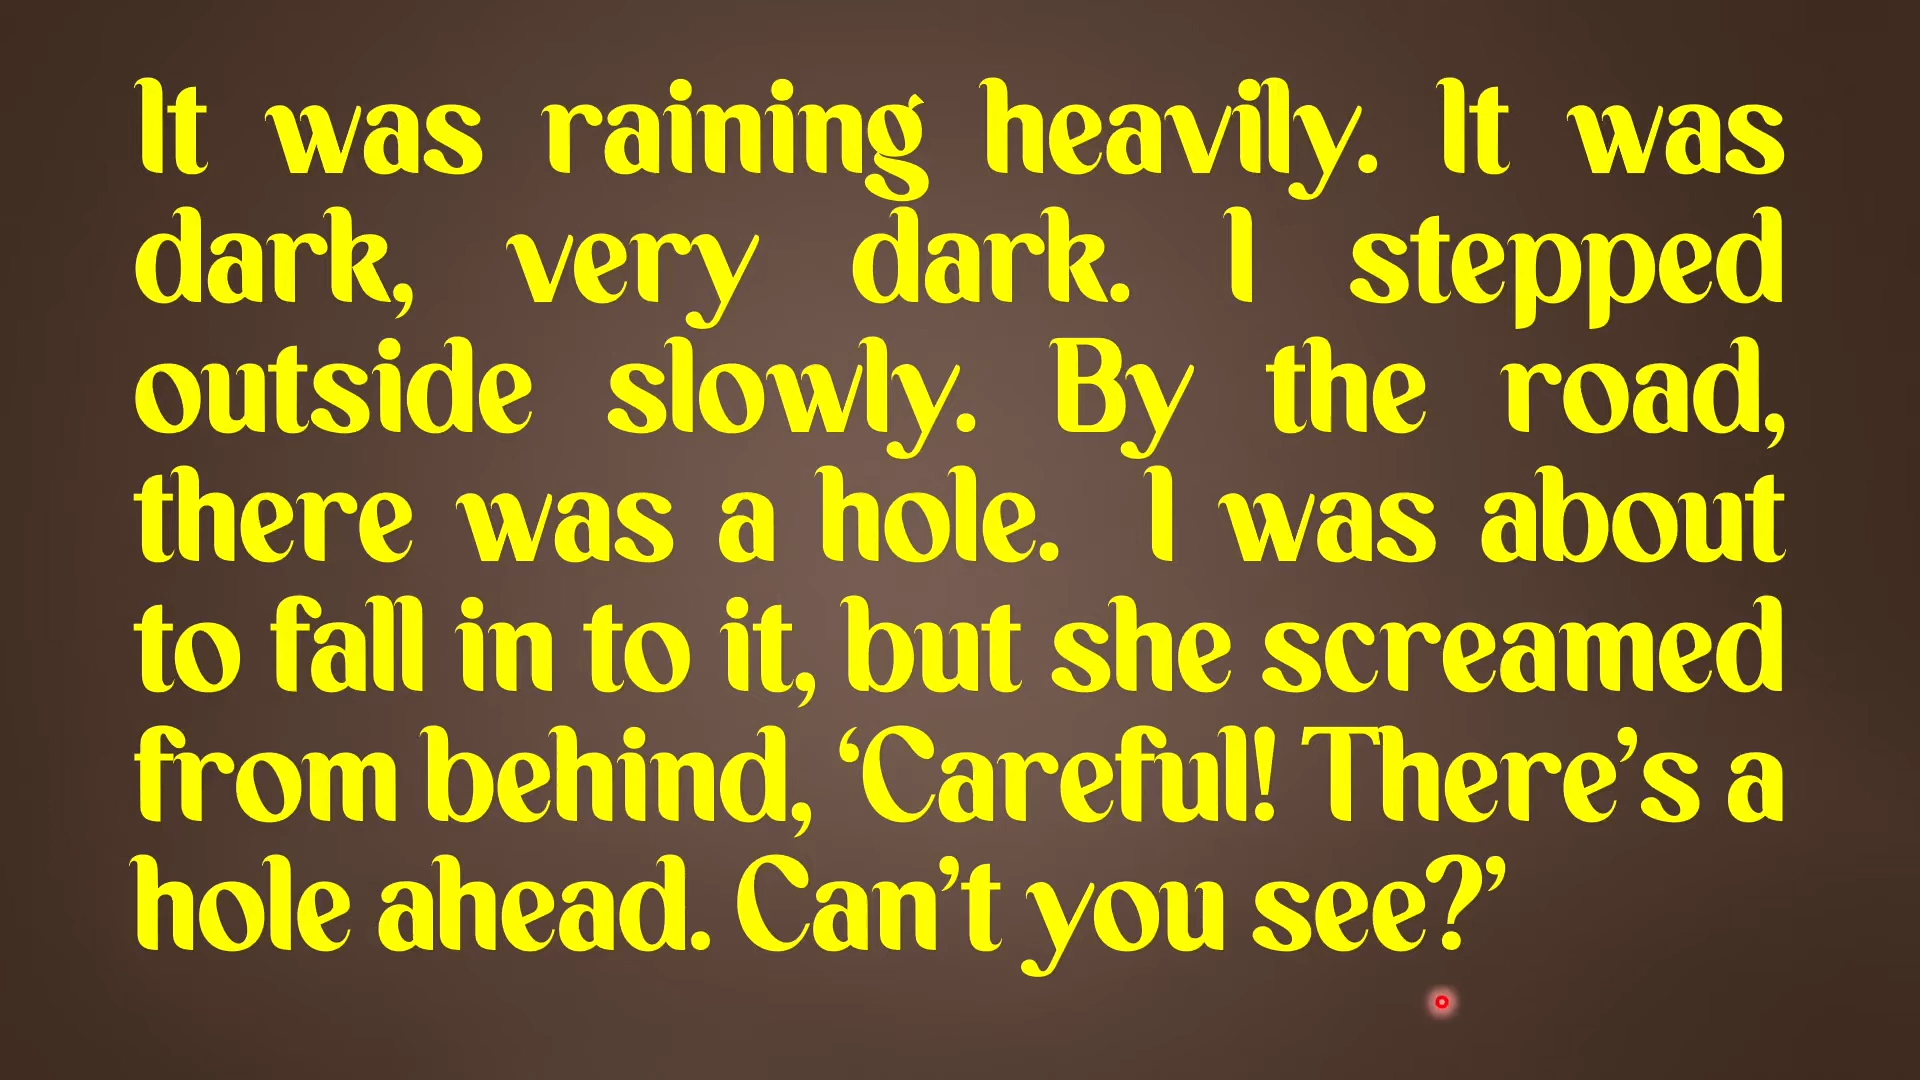 It was raining heavily. It was
dark, very dark. I stepped
outside slowly. By the road,
there was a hole.  I was about
to fall in to it, but she screamed
from behind, ‘Careful! There’s a
hole ahead. Can’t you see?’